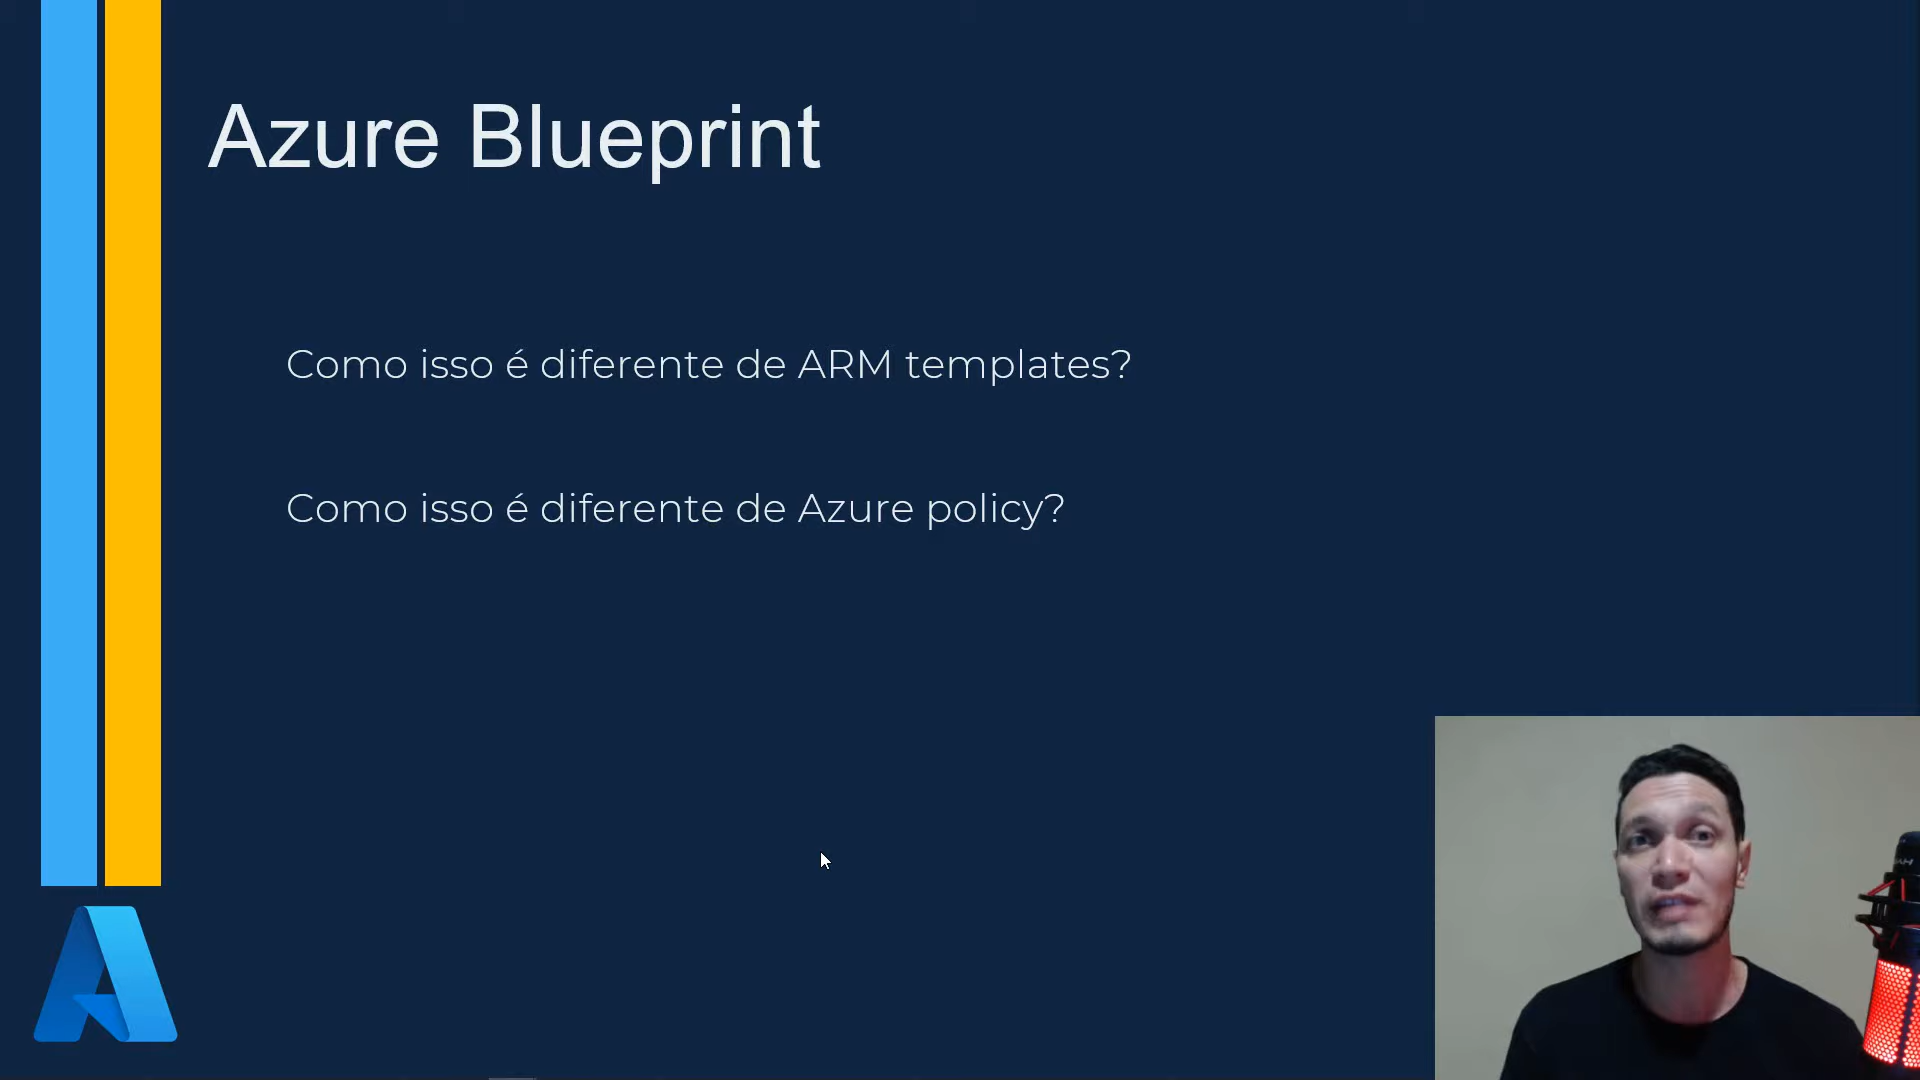 Azure Blueprint
Como isso é diferente de ARM templates?
Como isso é diferente de Azure policy?